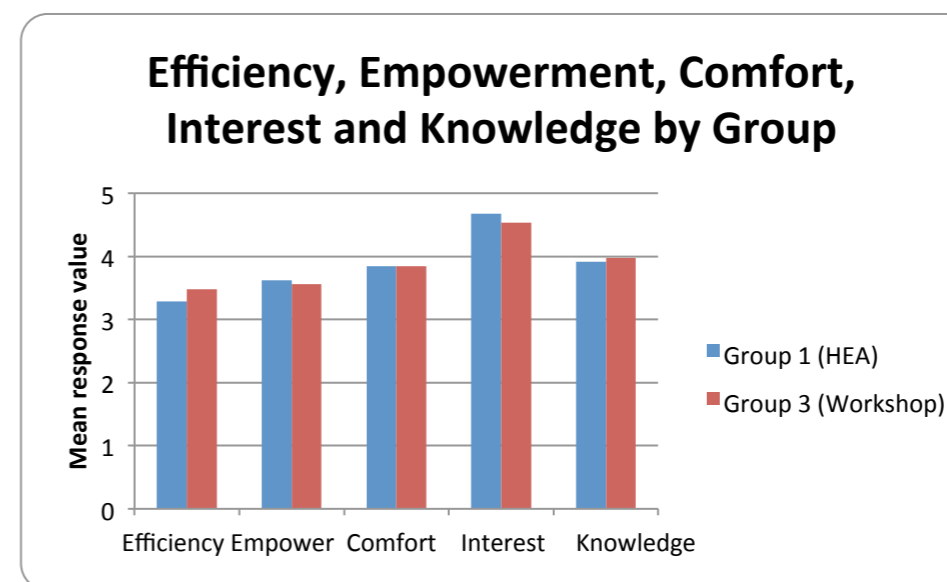 Efficiency, Empowerment, Comfort,
Interest and Knowledge by Group
Mean response value
5
4
3
2
1
0
Efficiency Empower Comfort Interest Knowledge
Group 1 (HEA)
Group 3 (Workshop)